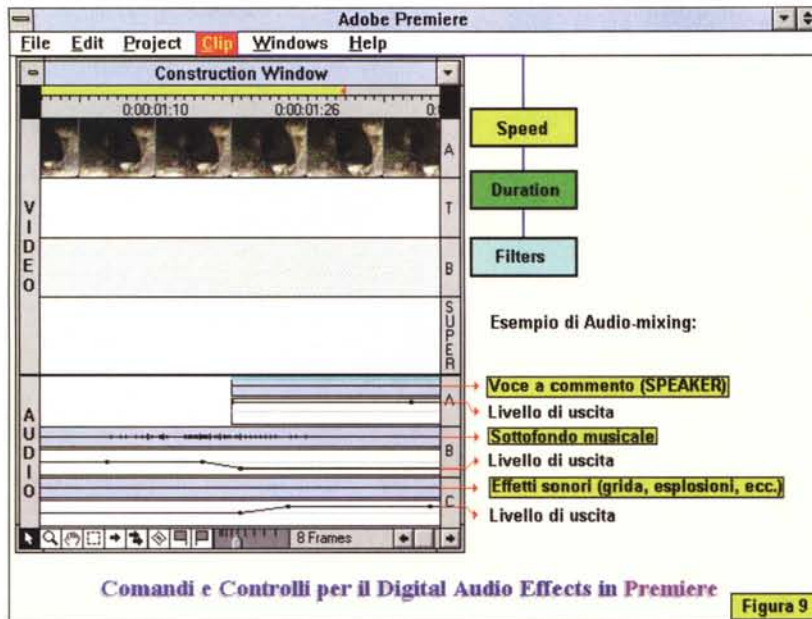 Adobe Premiere
File Edit Project Clip Windows Help
Construction Window
0:00:01:10 0:00:01:26 0:
VIDEO
A
T
B
SUPER
AUDIO
A
B
C
8 Frames
Speed
Duration
Filters
Esempio di Audio-mixing:
Voce a commento (SPEAKER)
Livello di uscita
Sottofondo musicale
Livello di uscita
Effetti sonori (grida, esplosioni, ecc.)
Livello di uscita
Comandi e Controlli per il Digital Audio Effects in Premiere
Figura 9